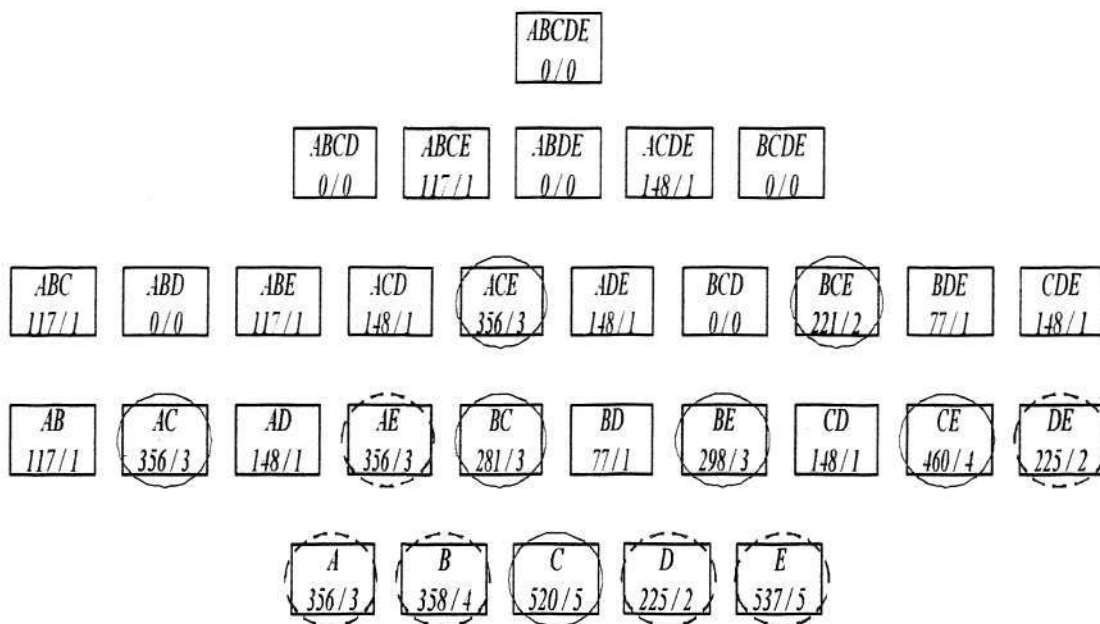 ABCDE
0/0
ABCD ABCE ABDE ACDE BCDE
0/0 117/1 0/0 148/1 0/0
ABC ABD ABE ACD ACE ADE BCD BCE BDE CDE
117/1 0/0 117/1 148/1 356/3 148/1 0/0 221/2 77/1 148/1
AB AC AD AE BC BD BE CD CE DE
117/1 356/3 148/1 356/3 281/3 77/1 298/3 148/1 460/4 225/2
A B C D E
356/3 358/4 520/5 225/2 537/5